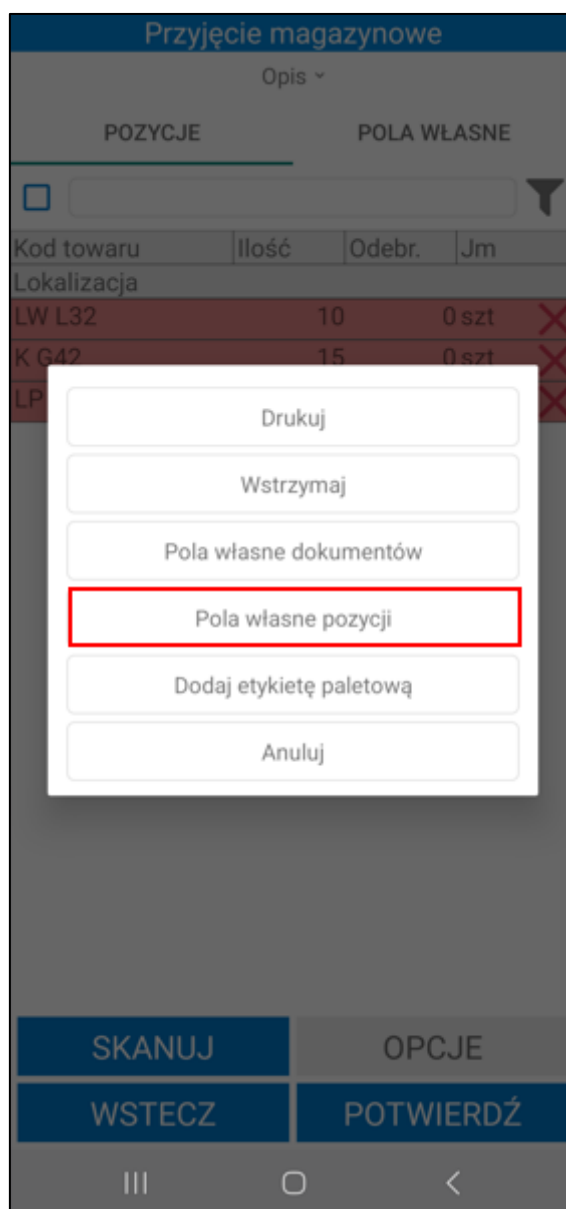 Przyjęcie magazynowe
Opis
POZYCJE POLA WŁASNE
Kod towaru Ilość Odebr. Jm
Lokalizacja
LW L32 10 0 szt
K G42 15 0 szt
LP
Drukuj
Wstrzymaj
Pola własne dokumentów
Pola własne pozycji
Dodaj etykietę paletową
Anuluj
SKANUJ OPCJE
WSTECZ POTWIERDŹ